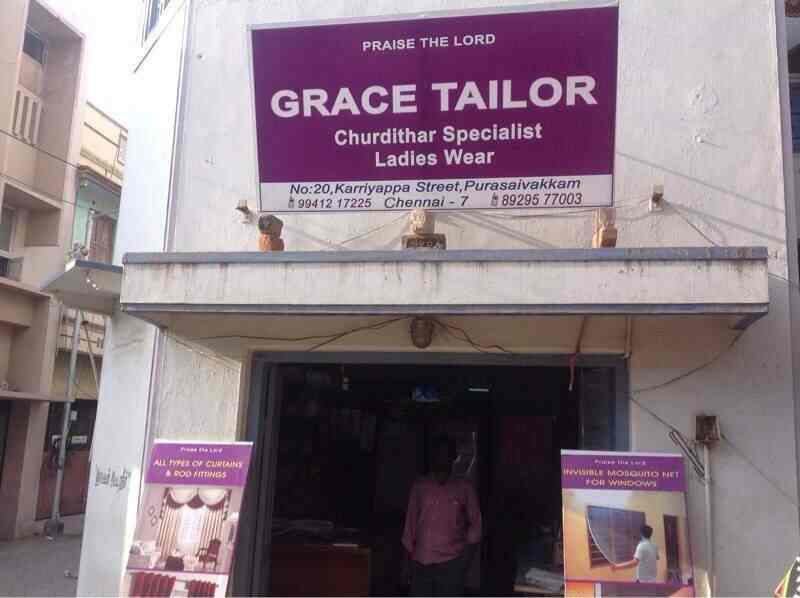 PRAISE THE LORD
GRACE TAILOR
Churdithar Specialist
Ladies Wear
No:20,Karriyappa Street,Purasaivakkam
99412 17225 Chennai - 7 89295 77003
Praise the Lord
ALL TYPES OF CURTAINS
& ROD FITTINGS
Praise the Lord
INVISIBLE MOSQUITO NET
FOR WINDOWS